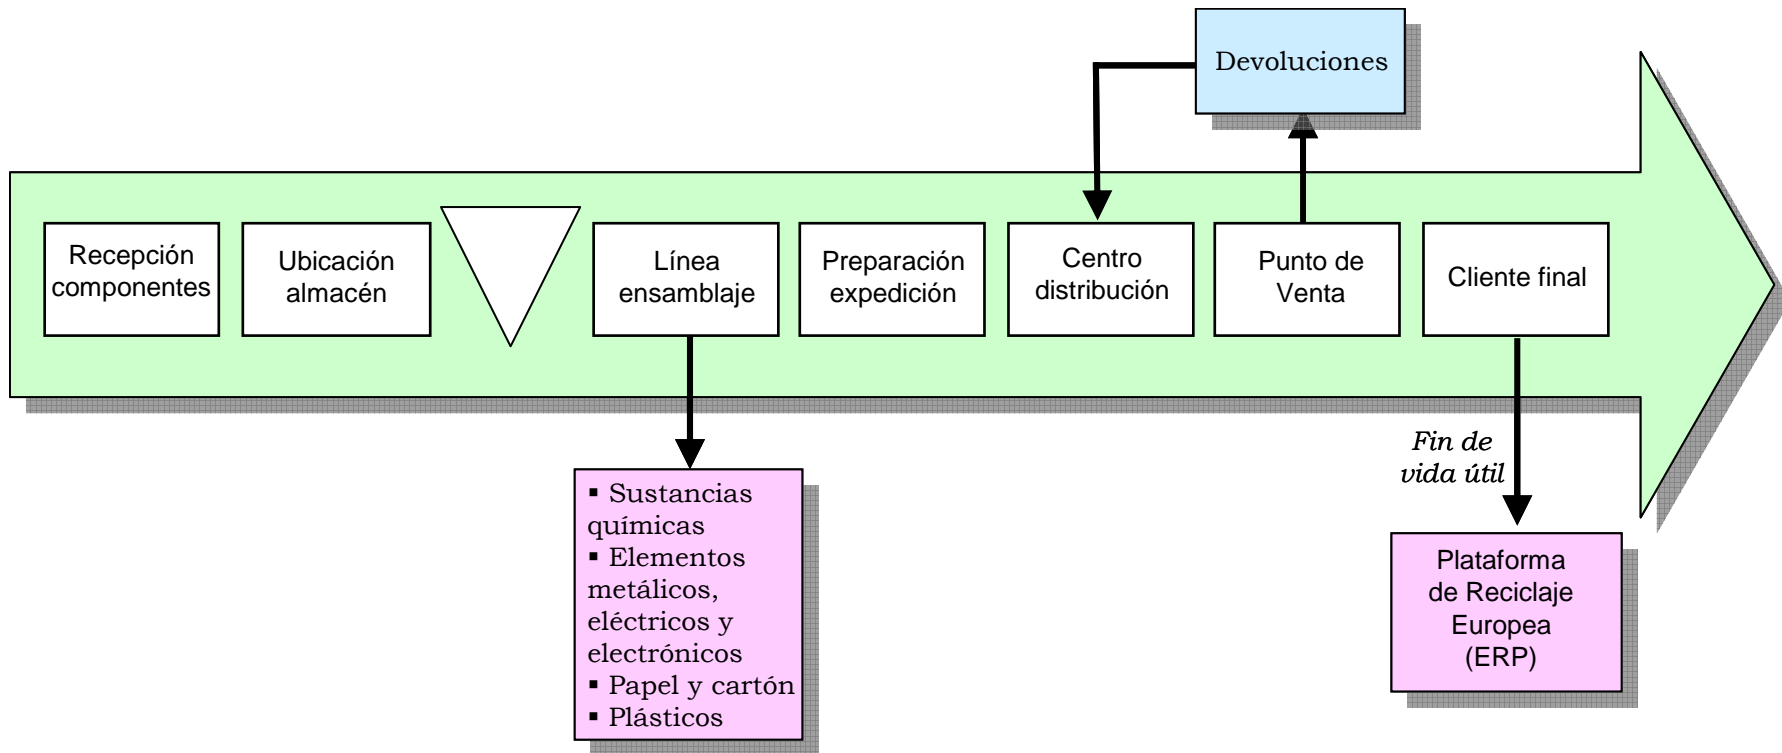 Devoluciones
Recepción
componentes
Ubicación
almacén
Línea
ensamblaje
Preparación
expedición
Centro
distribución
Punto de
Venta
Cliente final
Fin de
vida útil
▪ Sustancias
químicas
▪ Elementos
metálicos,
eléctricos y
electrónicos
▪ Papel y cartón
▪ Plásticos
Plataforma
de Reciclaje
Europea
(ERP)